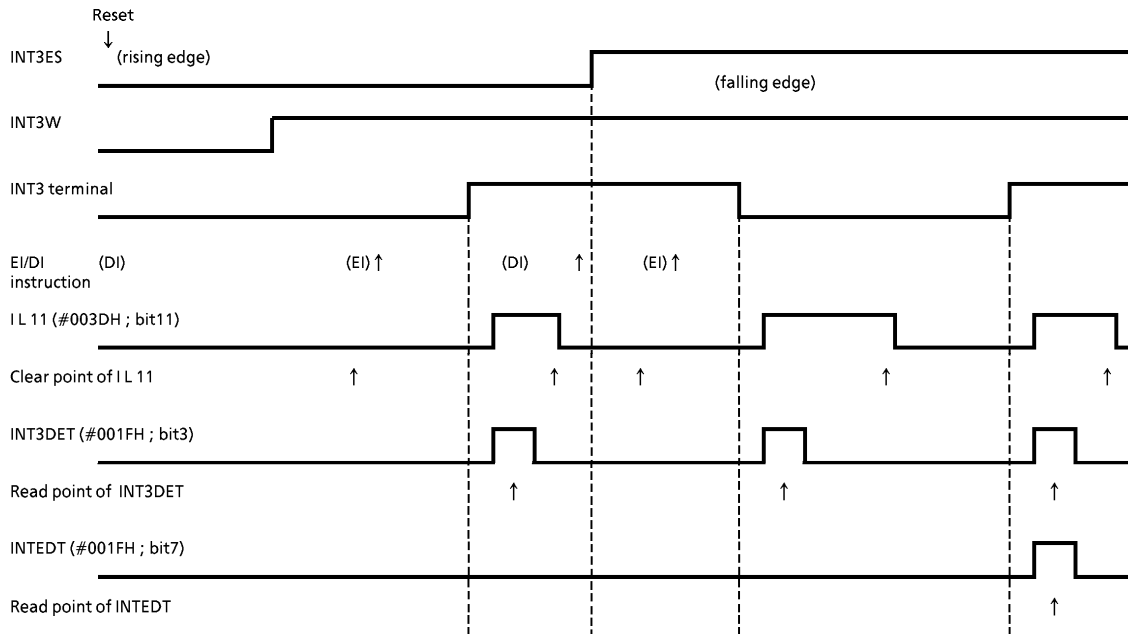 Reset
↓
INT3ES (rising edge)
(falling edge)
INT3W
INT3 terminal
EI/DI (DI) (EI) ↑ (DI) ↑ (EI) ↑
instruction
I L 11 (#003DH ; bit11)
Clear point of I L 11 ↑ ↑ ↑ ↑ ↑
INT3DET (#001FH ; bit3)
Read point of INT3DET ↑ ↑ ↑
INTEDT (#001FH ; bit7)
Read point of INTEDT ↑